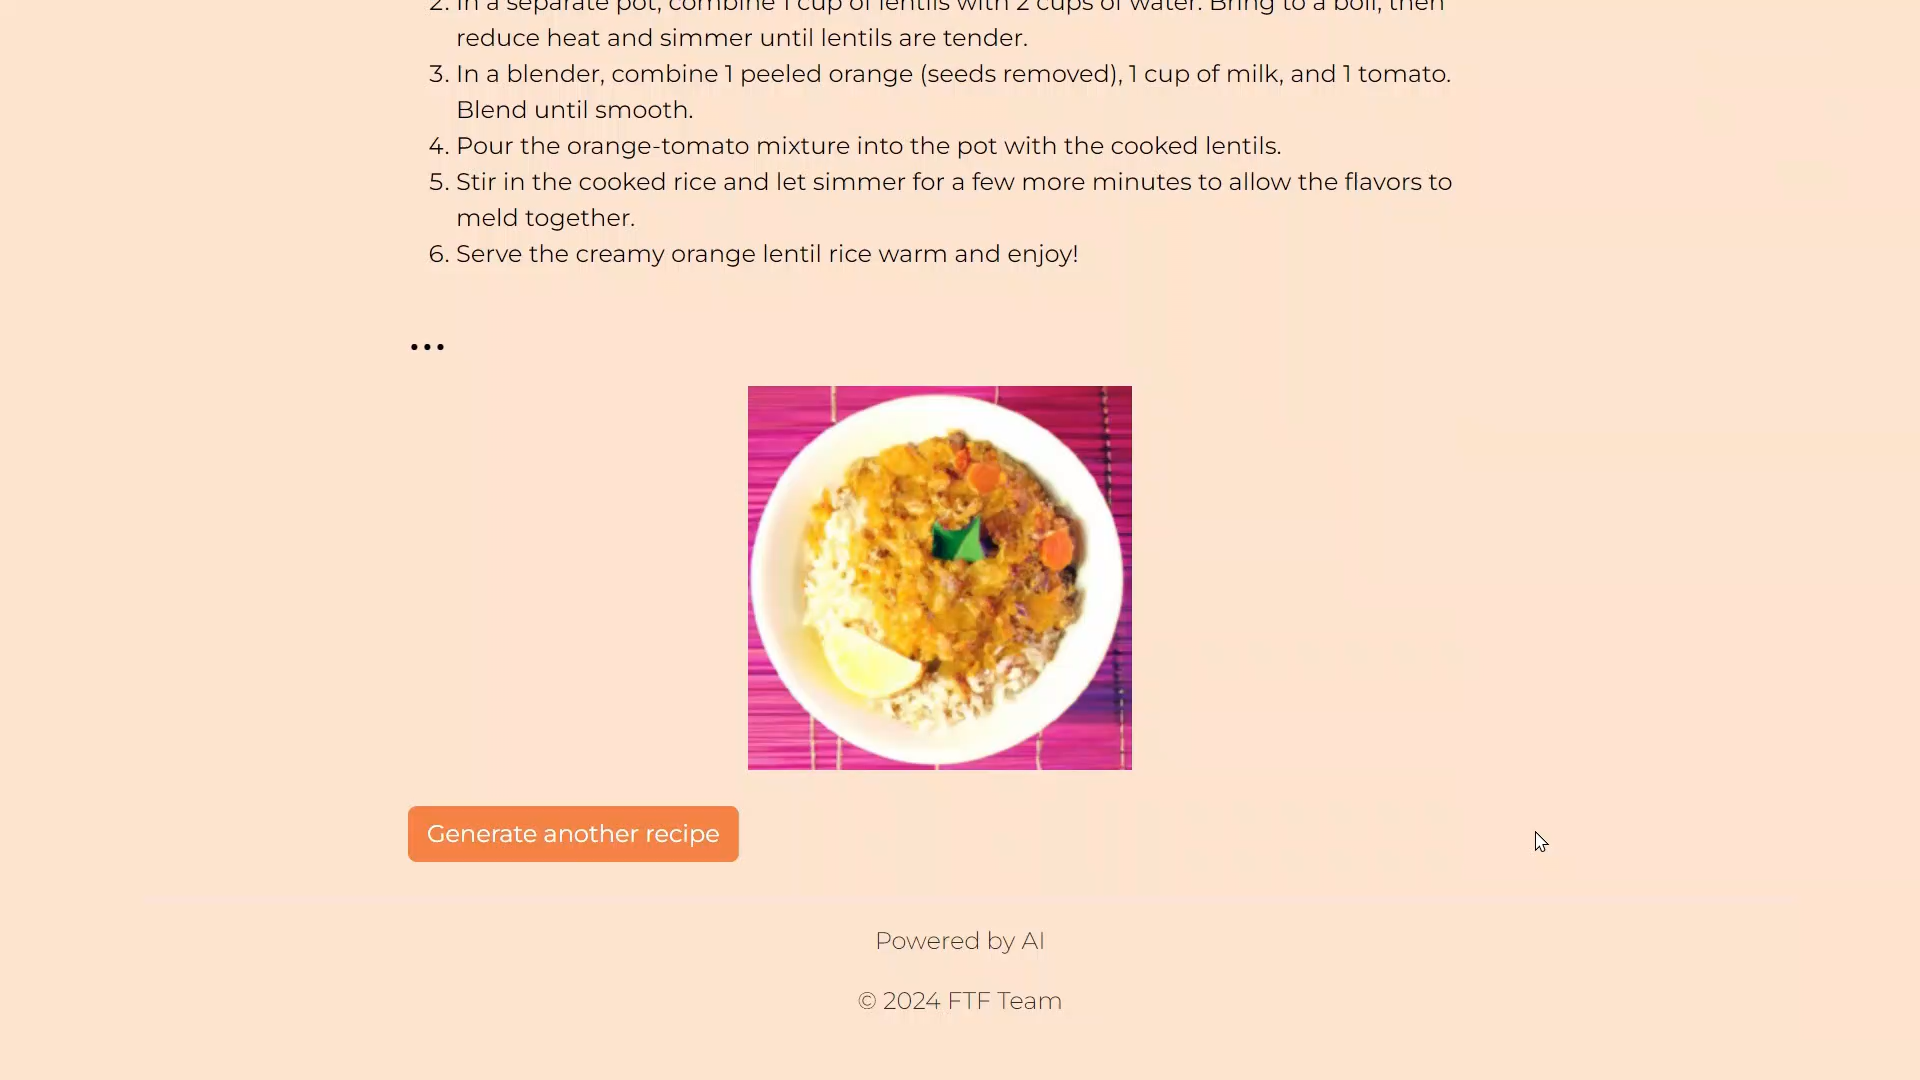 2. In a separate pot, combine 1 cup of lentils with 2 cups of water. Bring to a boil, then
reduce heat and simmer until lentils are tender.
3. In a blender, combine 1 peeled orange (seeds removed), 1 cup of milk, and 1 tomato.
Blend until smooth.
4. Pour the orange-tomato mixture into the pot with the cooked lentils.
5. Stir in the cooked rice and let simmer for a few more minutes to allow the flavors to
meld together.
6. Serve the creamy orange lentil rice warm and enjoy!
...
Generate another recipe
Powered by AI
© 2024 FTF Team